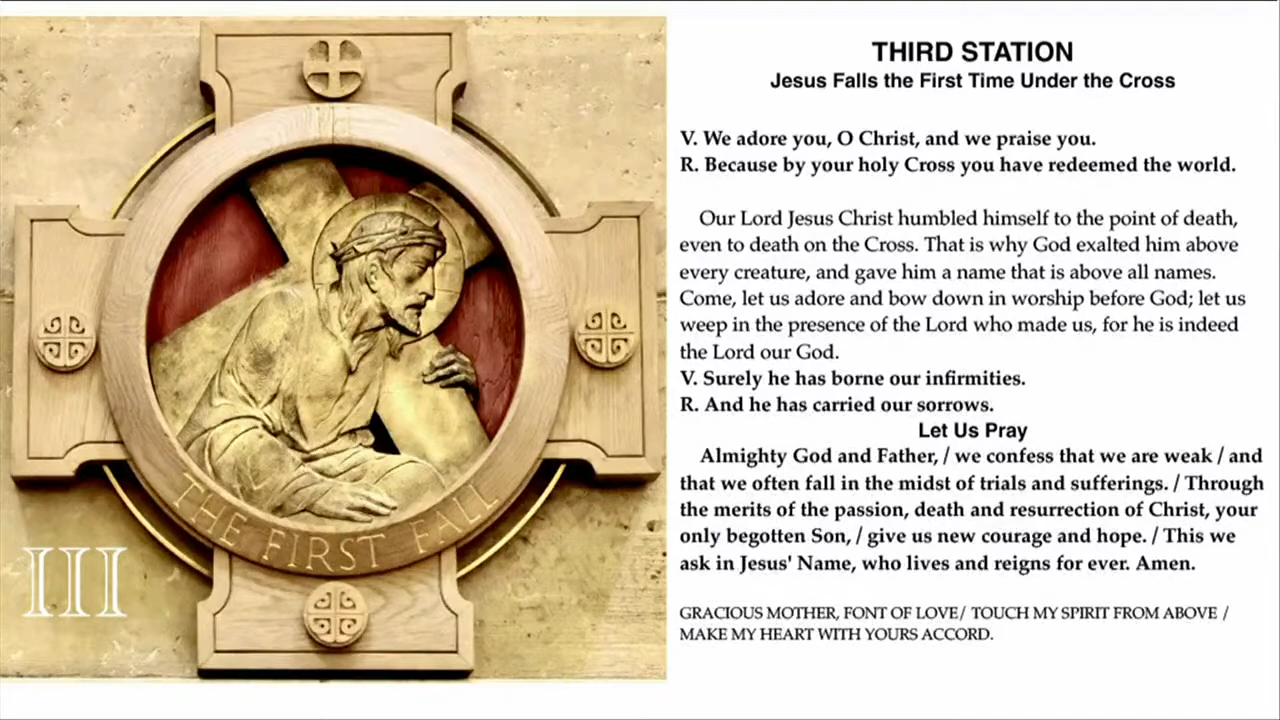 THE FIRST FALL
III
THIRD STATION
Jesus Falls the First Time Under the Cross
V. We adore you, O Christ, and we praise you.
R. Because by your holy Cross you have redeemed the world.
Our Lord Jesus Christ humbled himself to the point of death,
even to death on the Cross. That is why God exalted him above
every creature, and gave him a name that is above all names.
Come, let us adore and bow down in worship before God; let us
weep in the presence of the Lord who made us, for he is indeed
the Lord our God.
V. Surely he has borne our infirmities.
R. And he has carried our sorrows.
Let Us Pray
Almighty God and Father, / we confess that we are weak / and
that we often fall in the midst of trials and sufferings. / Through
the merits of the passion, death and resurrection of Christ, your
only begotten Son, / give us new courage and hope. / This we
ask in Jesus' Name, who lives and reigns for ever. Amen.
GRACIOUS MOTHER, FONT OF LOVE/ TOUCH MY SPIRIT FROM ABOVE /
MAKE MY HEART WITH YOURS ACCORD.